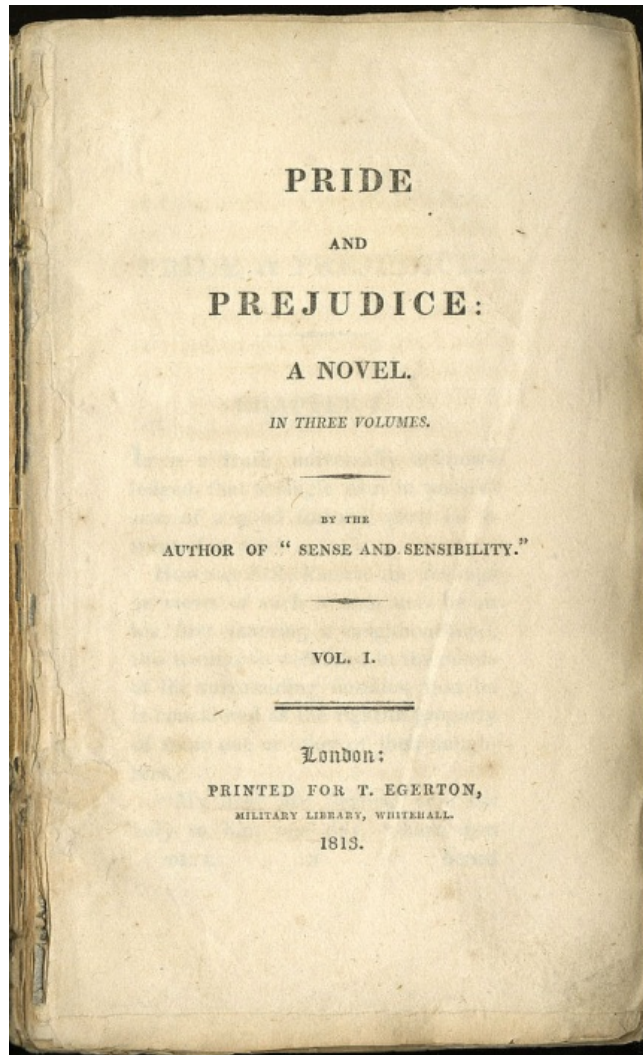 PRIDE
AND
PREJUDICE:
A NOVEL.
IN THREE VOLUMES.
BY THE
AUTHOR OF “ SENSE AND SENSIBILITY.”
VOL. I.
London:
PRINTED FOR T. EGERTON,
MILITARY LIBRARY, WHITEHALL.
1813.